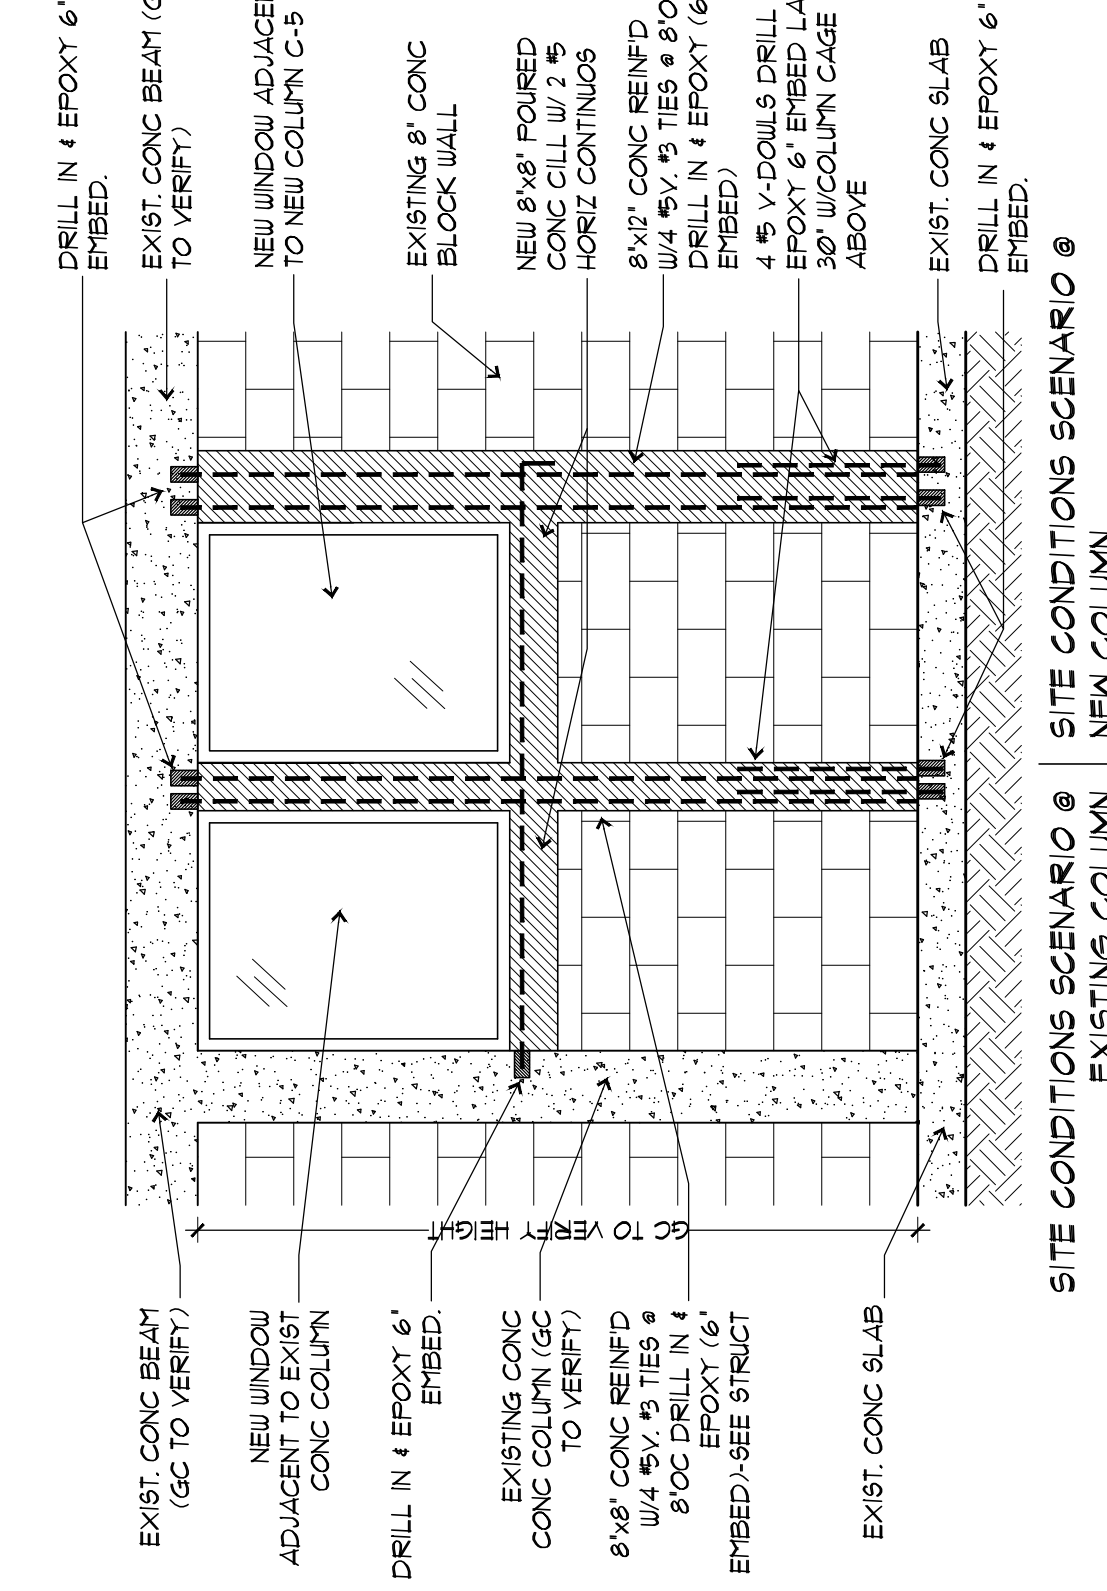 DRILL IN & EPOXY 6"
EMBED.
EXIST. CONC BEAM (G
TO VERIFY)
NEW WINDOW ADJACEN
TO NEW COLUMN C-5
EXISTING 8" CONC
BLOCK WALL
NEW 8"x8" POURED
CONC CILL W/ 2 #5
HORIZ CONTINUOS
8"x12" CONC REINF'D
W/4 #5V. #3 TIES @ 8"O
DRILL IN & EPOXY (6
EMBED)
4 #5 V-DOWLS DRILL
EPOXY 6" EMBED LA
30" W/COLUMN CAGE
ABOVE
EXIST. CONC SLAB
DRILL IN & EPOXY 6"
EMBED.
GC TO VERIFY HEIGHT
EXIST. CONC BEAM
(GC TO VERIFY)
NEW WINDOW
ADJACENT TO EXIST
CONC COLUMN
DRILL IN & EPOXY 6"
EMBED.
EXISTING CONC
CONC COLUMN (GC
TO VERIFY)
8"x8" CONC REINF'D
W/4 #5V. #3 TIES @
8"OC DRILL IN &
EPOXY (6"
EMBED)-SEE STRUCT
EXIST. CONC SLAB
SITE CONDITIONS SCENARIO @
EXISTING COLUMN
SITE CONDITIONS SCENARIO @
NEW COLUMN